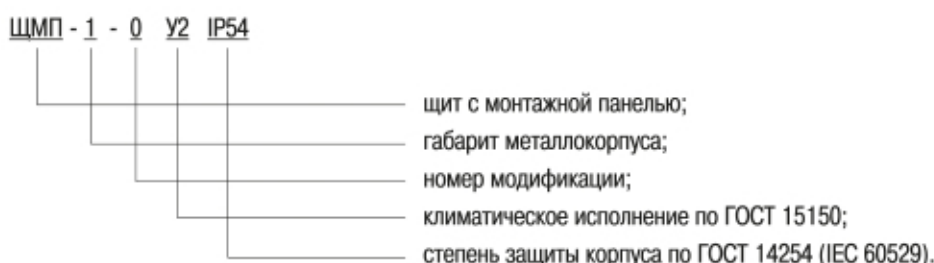 ЩМП - 1 - 0 У2 IP54
щит с монтажной панелью;
габарит металлокорпуса;
номер модификации;
климатическое исполнение по ГОСТ 15150;
степень защиты корпуса по ГОСТ 14254 (IEC 60529).